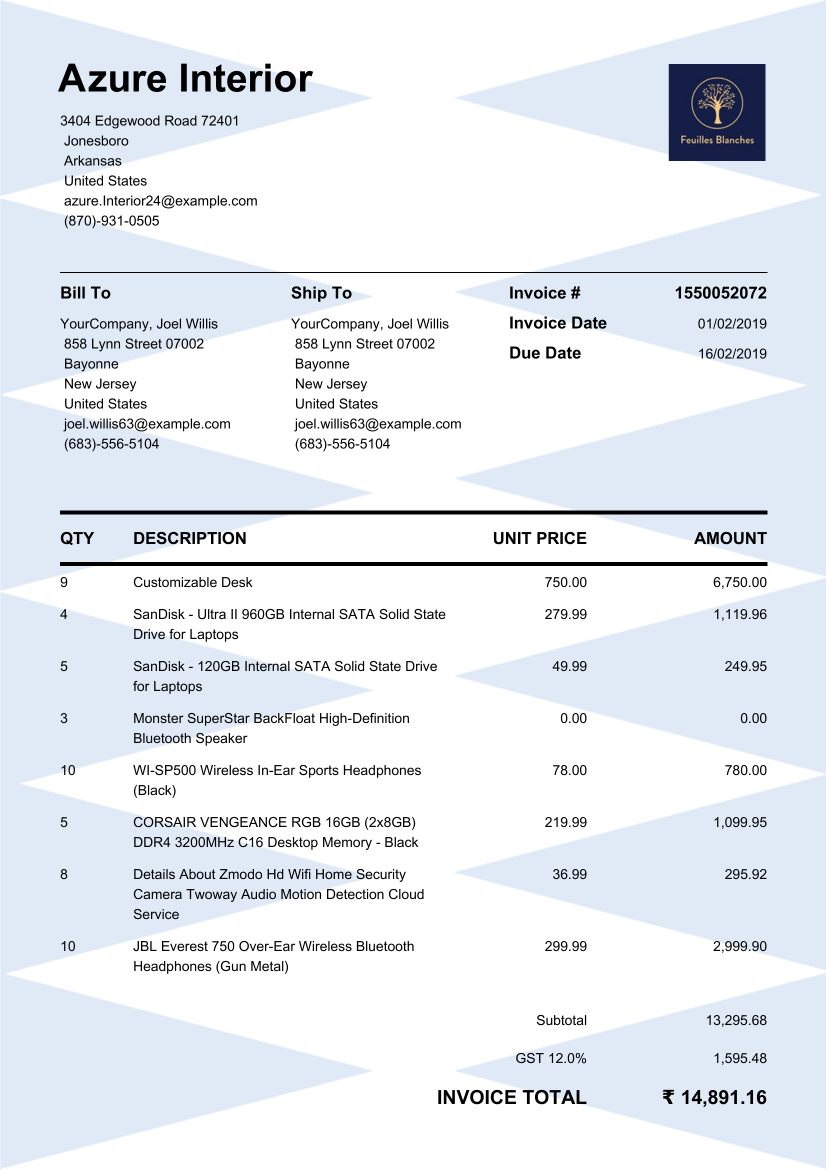 Azure Interior
3404 Edgewood Road 72401
Jonesboro
Arkansas
United States
azure.Interior24@example.com
(870)-931-0505
Feuilles Blanches
Bill To
YourCompany, Joel Willis
858 Lynn Street 07002
Bayonne
New Jersey
United States
joel.willis63@example.com
(683)-556-5104
Ship To
YourCompany, Joel Willis
858 Lynn Street 07002
Bayonne
New Jersey
United States
joel.willis63@example.com
(683)-556-5104
Invoice # 1550052072
Invoice Date 01/02/2019
Due Date 16/02/2019
QTY DESCRIPTION UNIT PRICE AMOUNT
9 Customizable Desk 750.00 6,750.00
4 SanDisk - Ultra II 960GB Internal SATA Solid State 279.99 1,119.96
Drive for Laptops
5 SanDisk - 120GB Internal SATA Solid State Drive 49.99 249.95
for Laptops
3 Monster SuperStar BackFloat High-Definition 0.00 0.00
Bluetooth Speaker
10 WI-SP500 Wireless In-Ear Sports Headphones 78.00 780.00
(Black)
5 CORSAIR VENGEANCE RGB 16GB (2x8GB) 219.99 1,099.95
DDR4 3200MHz C16 Desktop Memory - Black
8 Details About Zmodo Hd Wifi Home Security 36.99 295.92
Camera Twoway Audio Motion Detection Cloud
Service
10 JBL Everest 750 Over-Ear Wireless Bluetooth 299.99 2,999.90
Headphones (Gun Metal)
Subtotal 13,295.68
GST 12.0% 1,595.48
INVOICE TOTAL ₹ 14,891.16